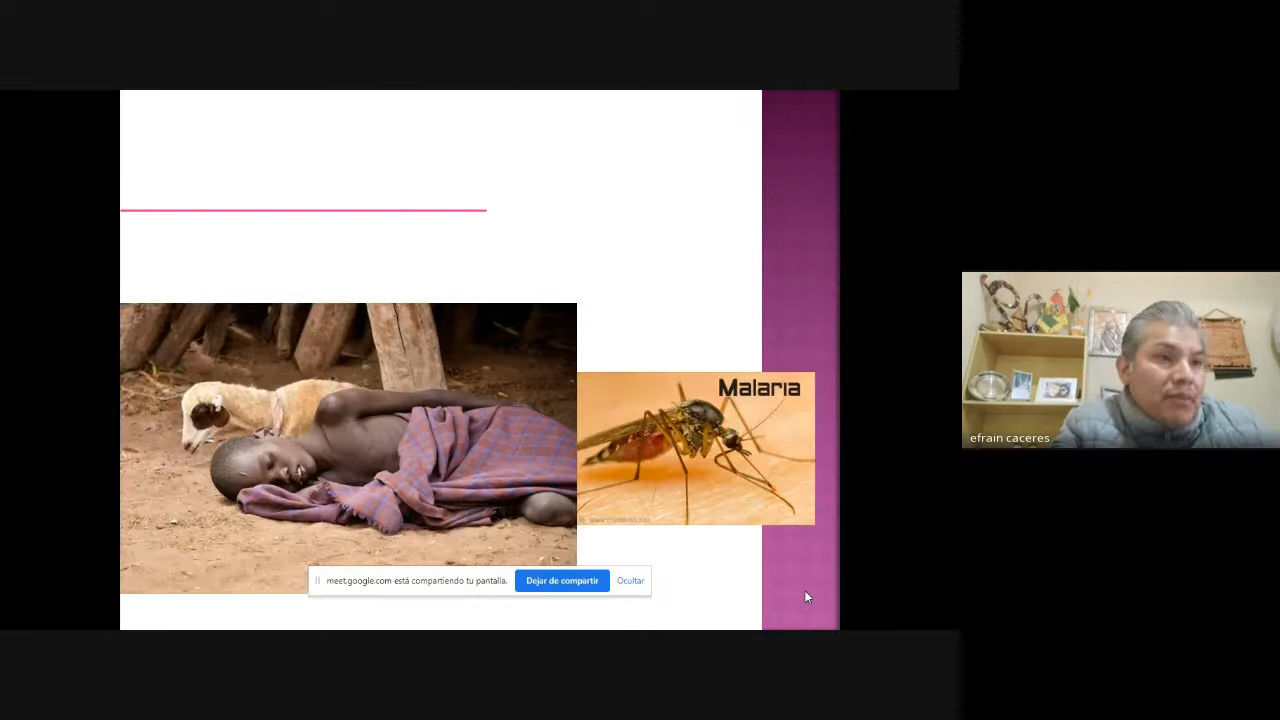 Malaria
meet.google.com está compartiendo tu pantalla.
Dejar de compartir
Ocultar
efrain caceres